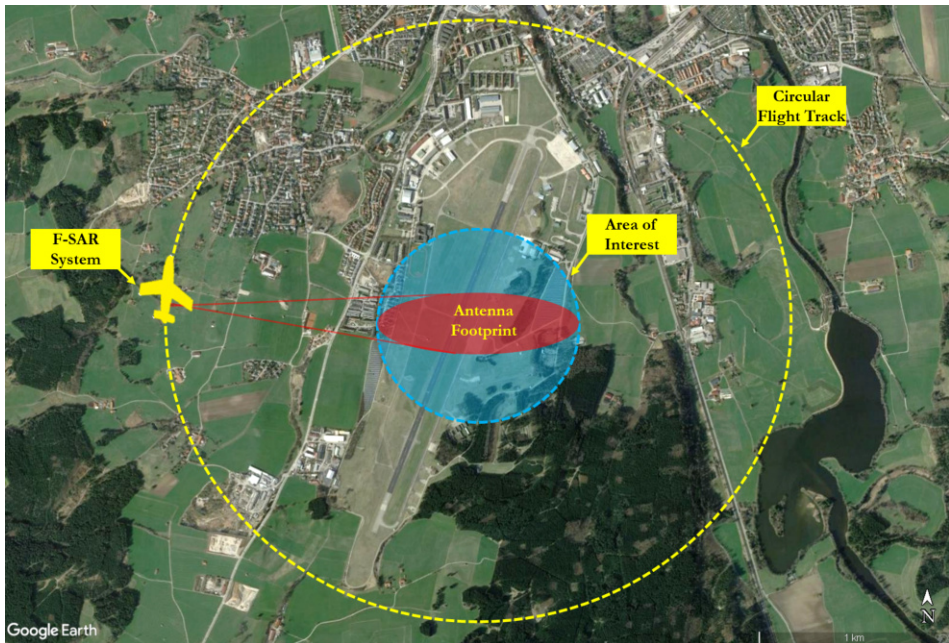 Circular
Flight Track
F-SAR
System
Area of
Interest
Antenna
Footprint
Google Earth
1 km
N